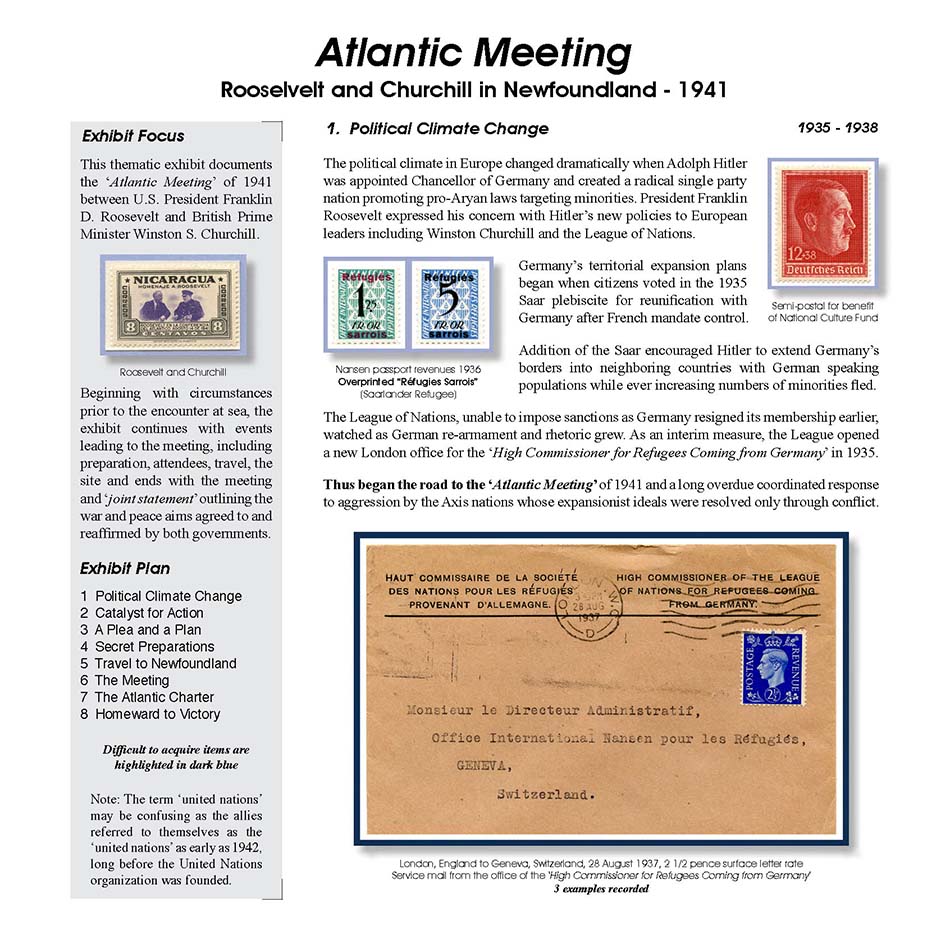 Atlantic Meeting
Roosevelt and Churchill in Newfoundland - 1941
Exhibit Focus
This thematic exhibit documents
the ‘Atlantic Meeting’ of 1941
between U.S. President Franklin
D. Roosevelt and British Prime
Minister Winston S. Churchill.
NICARAGUA
HOMENAJE A ROOSEVELT
8
8
Roosevelt and Churchill
Beginning with circumstances
prior to the encounter at sea, the
exhibit continues with events
leading to the meeting, including
preparation, attendees, travel, the
site and ends with the meeting
and ‘joint statement’ outlining the
war and peace aims agreed to and
reaffirmed by both governments.
Exhibit Plan
1 Political Climate Change
2 Catalyst for Action
3 A Plea and a Plan
4 Secret Preparations
5 Travel to Newfoundland
6 The Meeting
7 The Atlantic Charter
8 Homeward to Victory
Difficult to acquire items are
highlighted in dark blue
Note: The term ‘united nations’
may be confusing as the allies
referred to themselves as the
‘united nations’ as early as 1942,
long before the United Nations
organization was founded.
1. Political Climate Change
1935 - 1938
The political climate in Europe changed dramatically when Adolph Hitler
was appointed Chancellor of Germany and created a radical single party
nation promoting pro-Aryan laws targeting minorities. President Franklin
Roosevelt expressed his concern with Hitler’s new policies to European
leaders including Winston Churchill and the League of Nations.
12+38
Deutsches Reich
Semi-postal for benefit
of National Culture Fund
Réfugiés
1 25
FR OR
sarrois
Réfugiés
5
FR OR
sarrois
Nansen passport revenues 1936
Overprinted “Réfugies Sarrois”
(Saarlander Refugee)
Germany’s territorial expansion plans
began when citizens voted in the 1935
Saar plebiscite for reunification with
Germany after French mandate control.
Addition of the Saar encouraged Hitler to extend Germany’s
borders into neighboring countries with German speaking
populations while ever increasing numbers of minorities fled.
The League of Nations, unable to impose sanctions as Germany resigned its membership earlier,
watched as German re-armament and rhetoric grew. As an interim measure, the League opened
a new London office for the ‘High Commissioner for Refugees Coming from Germany’ in 1935.
Thus began the road to the ‘Atlantic Meeting’ of 1941 and a long overdue coordinated response
to aggression by the Axis nations whose expansionist ideals were resolved only through conflict.
HAUT COMMISSAIRE DE LA SOCIÉTÉ
DES NATIONS POUR LES RÉFUGIÉS
PROVENANT D'ALLEMAGNE.
HIGH COMMISSIONER OF THE LEAGUE
OF NATIONS FOR REFUGEES COMING
FROM GERMANY.
28 AUG
1937
D
POSTAGE
REVENUE
2½D
Monsieur le Directeur Administratif,
Office International Nansen pour les Réfugiés,
GENEVA,
Switzerland.
London, England to Geneva, Switzerland, 28 August 1937, 2 1/2 pence surface letter rate
Service mail from the office of the 'High Commissioner for Refugees Coming from Germany'
3 examples recorded